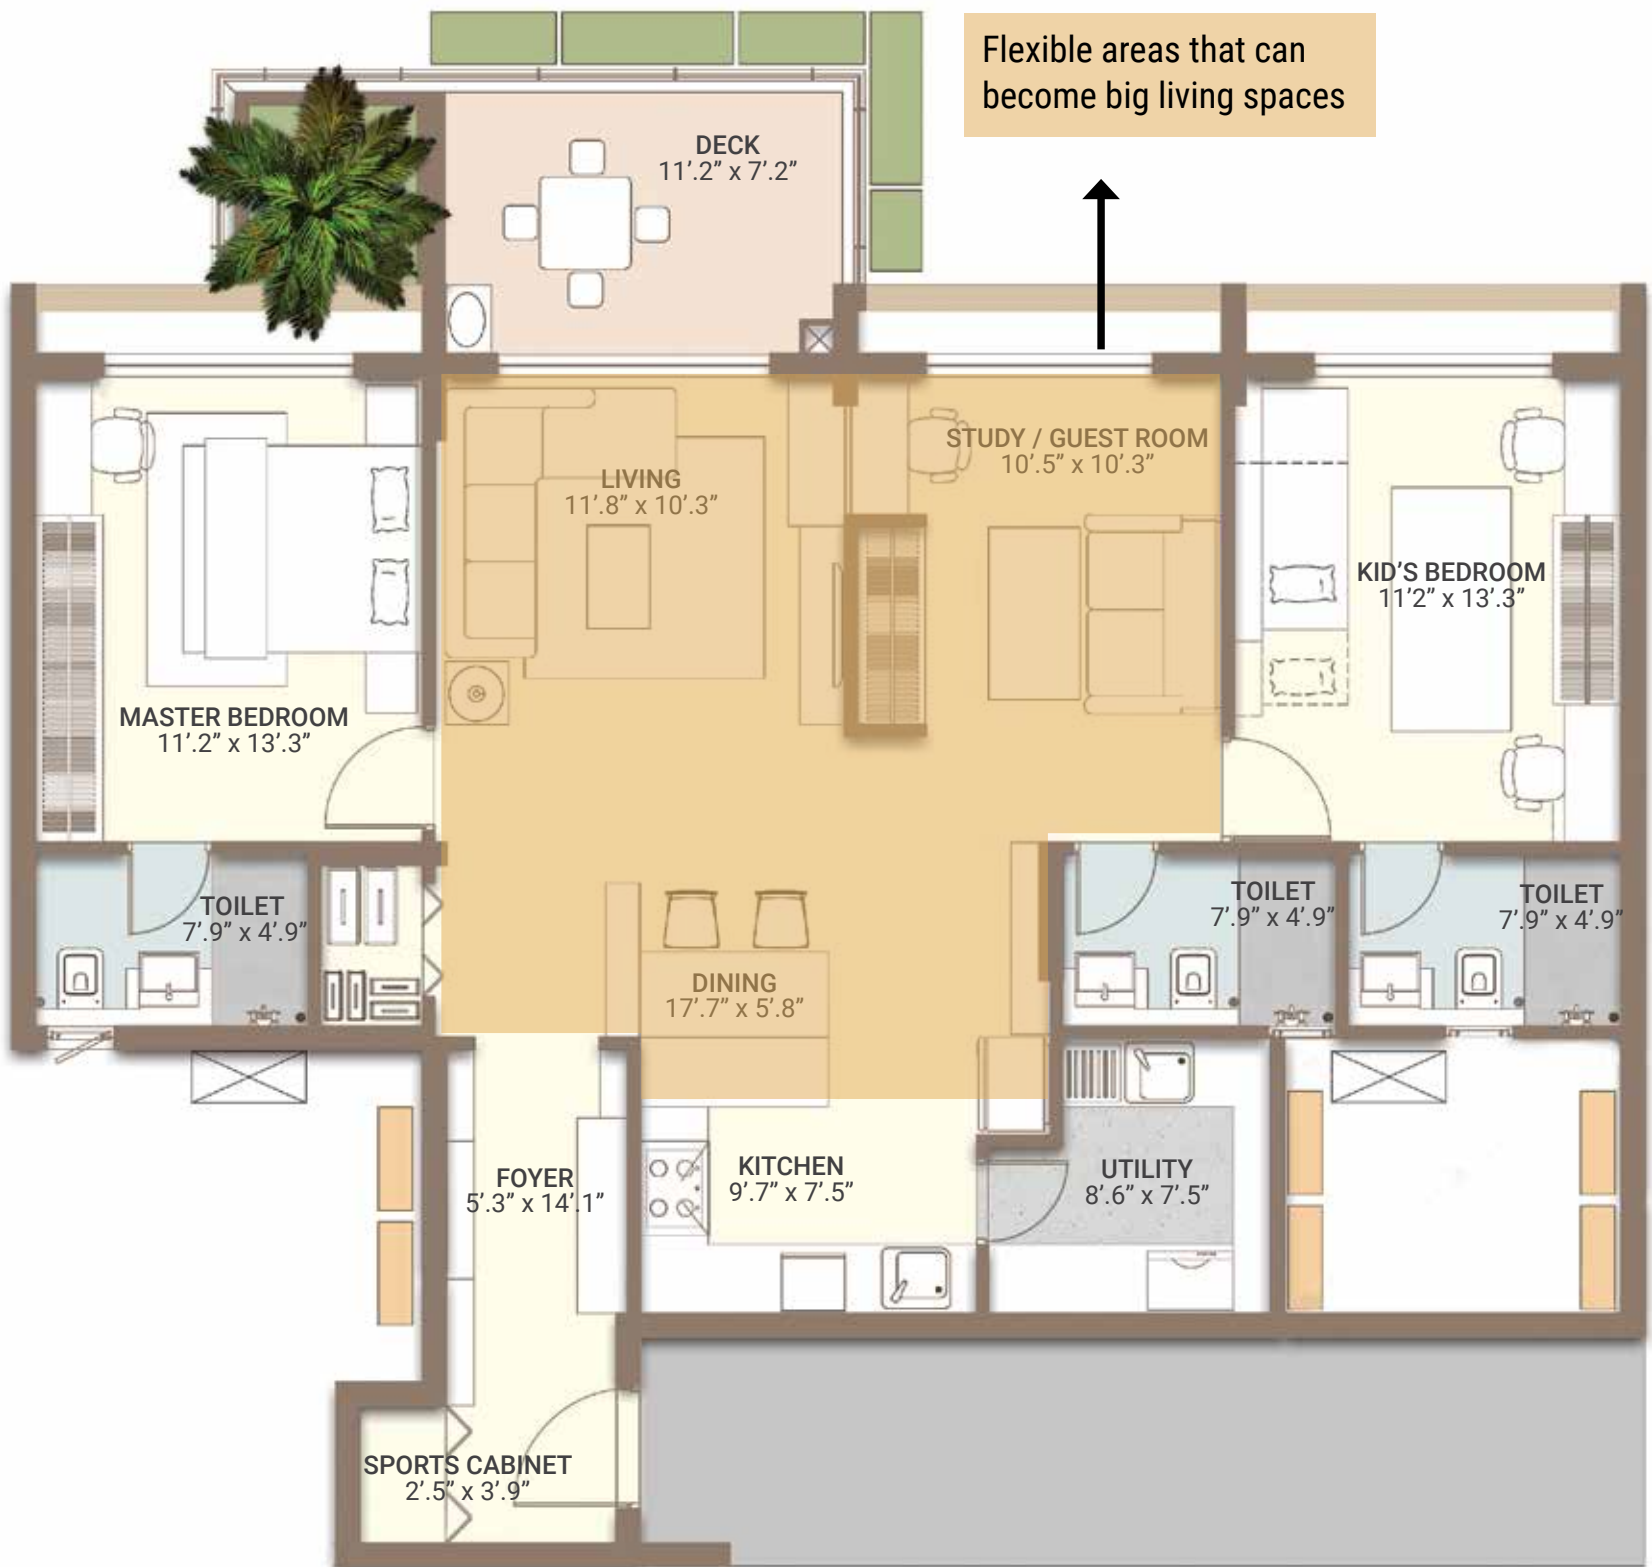 Flexible areas that can
become big living spaces
DECK
11’.2” x 7’.2”
STUDY / GUEST ROOM
10’.5” x 10’.3”
LIVING
11’.8” x 10’.3”
KID’S BEDROOM
11’2” x 13’.3”
MASTER BEDROOM
11’.2” x 13’.3”
TOILET
7’.9” x 4’.9”
TOILET
7’.9” x 4’.9”
TOILET
7’.9” x 4’.9”
DINING
17’.7” x 5’.8”
FOYER
5’.3” x 14’.1”
KITCHEN
9’.7” x 7’.5”
UTILITY
8’.6” x 7’.5”
SPORTS CABINET
2’.5” x 3’.9”